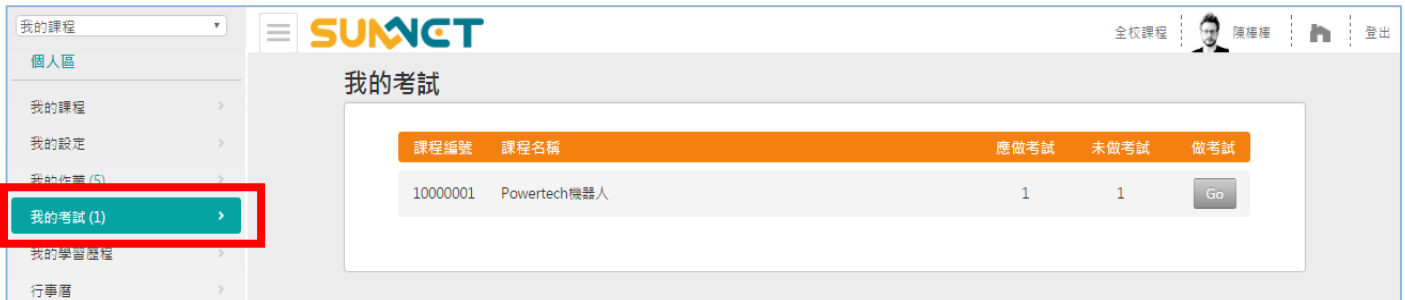 我的課程
個人區
我的課程
我的設定
我的作業 (5)
我的考試 (1)
我的學習歷程
行事曆
SUNNET
全校課程
陳棒棒
登出
我的考試
課程編號 課程名稱 應做考試 未做考試 做考試
10000001 Powertech機器人 1 1 Go